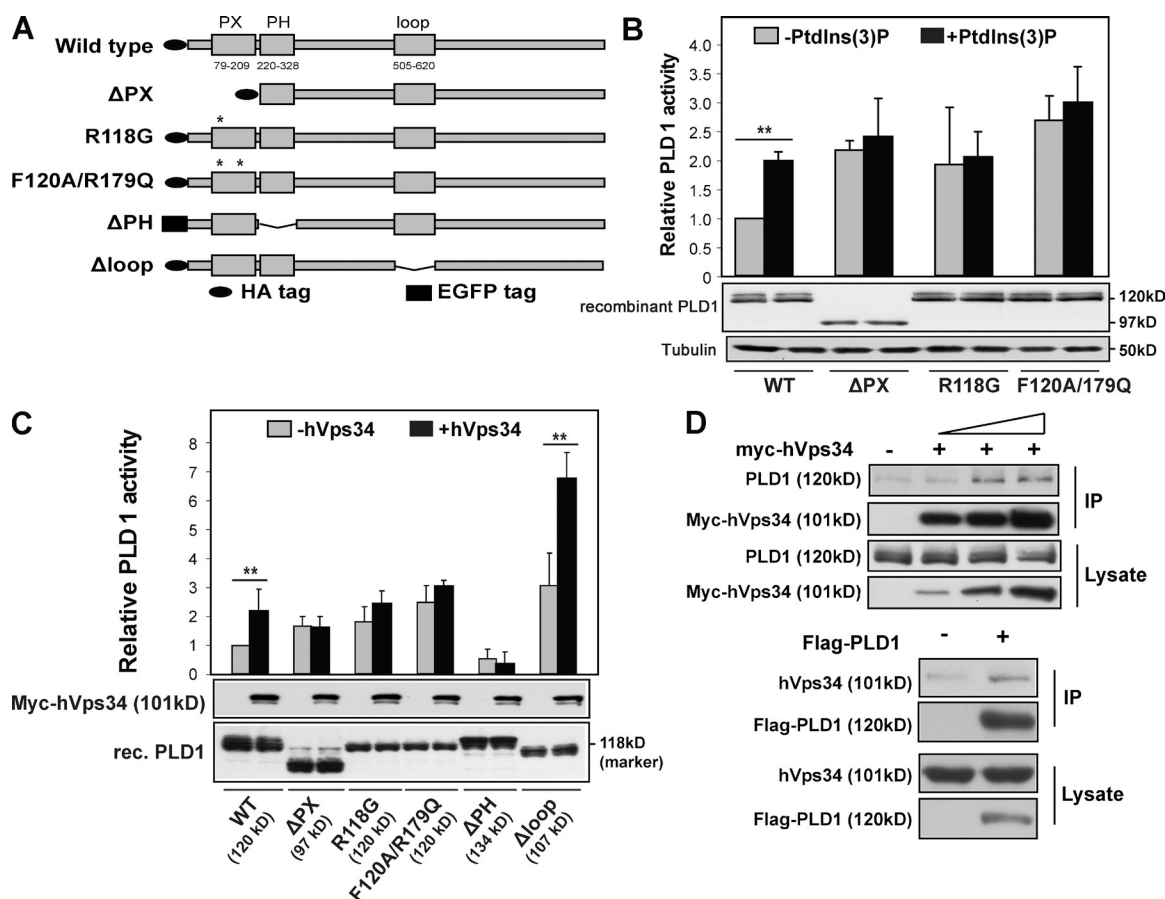 A
PX PH loop
Wild type
79-209 220-328 505-620
ΔPX
*
R118G
* *
F120A/R179Q
ΔPH
Δloop
HA tag EGFP tag
B
-PtdIns(3)P +PtdIns(3)P
Relative PLD1 activity
4.0
3.5
3.0
2.5
2.0
1.5
1.0
0.5
0
**
recombinant PLD1
120kD
97kD
Tubulin
50kD
WT ΔPX R118G F120A/179Q
C
-hVps34 +hVps34
Relative PLD1 activity
8
7
6
5
4
3
2
1
0
** **
Myc-hVps34 (101kD)
rec. PLD1
118kD
(marker)
WT
(120 kD)
ΔPX
(97 kD)
R118G
(120 kD)
F120A/R179Q
(120 kD)
ΔPH
(134 kD)
Δloop
(107 kD)
D
myc-hVps34 - + + +
PLD1 (120kD)
Myc-hVps34 (101kD)
IP
PLD1 (120kD)
Myc-hVps34 (101kD)
Lysate
Flag-PLD1 - +
hVps34 (101kD)
Flag-PLD1 (120kD)
IP
hVps34 (101kD)
Flag-PLD1 (120kD)
Lysate